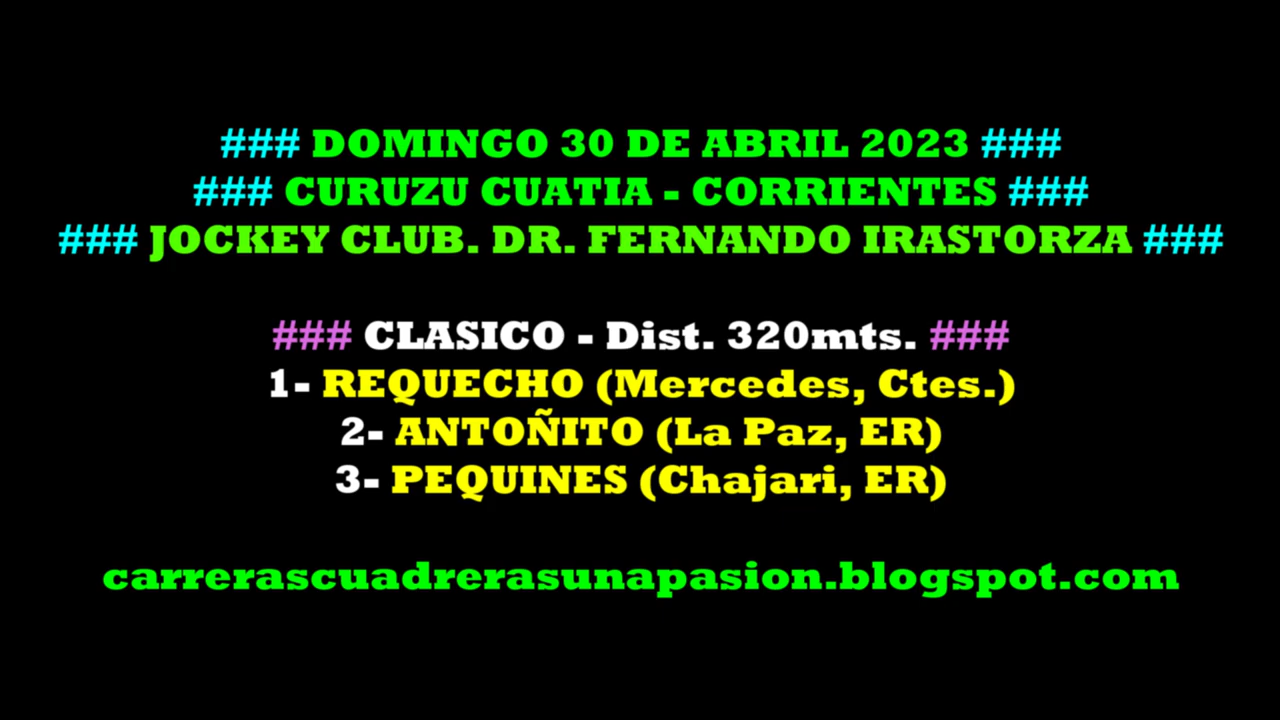 ### DOMINGO 30 DE ABRIL 2023 ###
### CURUZU CUATIA - CORRIENTES ###
### JOCKEY CLUB. DR. FERNANDO IRASTORZA ###
### CLASICO - Dist. 320mts. ###
1- REQUECHO (Mercedes, Ctes.)
2- ANTOÑITO (La Paz, ER)
3- PEQUINES (Chajari, ER)
carrerascuadrerasunapasion.blogspot.com